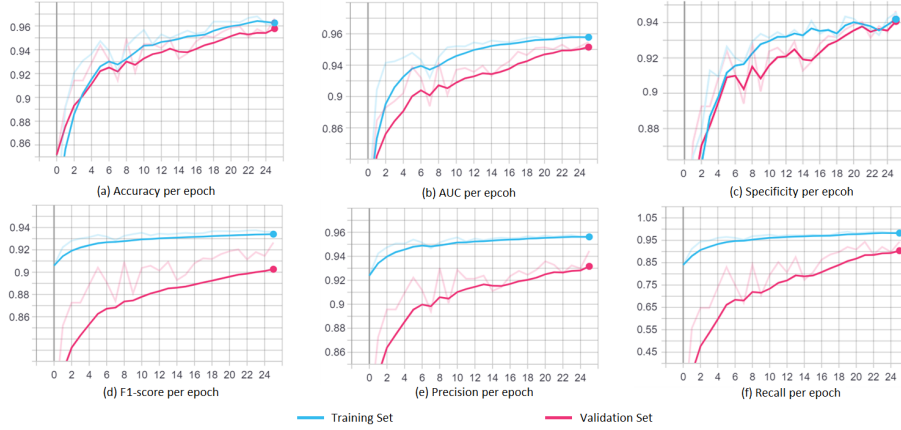 0.96
0.94
0.92
0.9
0.88
0.86
0 2 4 6 8 10 12 14 16 18 20 22 24
(a) Accuracy per epoch
0.96
0.94
0.9
0.86
0 2 4 6 8 10 12 14 16 18 20 22 24
(b) AUC per epcoh
0.94
0.92
0.9
0.88
0 2 4 6 8 10 12 14 16 18 20 22 24
(c) Specificity per epcoh
0.94
0.92
0.9
0.88
0.86
0 2 4 6 8 10 12 14 16 18 20 22 24
(d) F1-score per epoch
0.96
0.94
0.92
0.9
0.88
0.86
0 2 4 6 8 10 12 14 16 18 20 22 24
(e) Precision per epoch
1.05
0.95
0.85
0.75
0.65
0.55
0.45
0 2 4 6 8 10 12 14 16 18 20 22 24
(f) Recall per epoch
Training Set
Validation Set